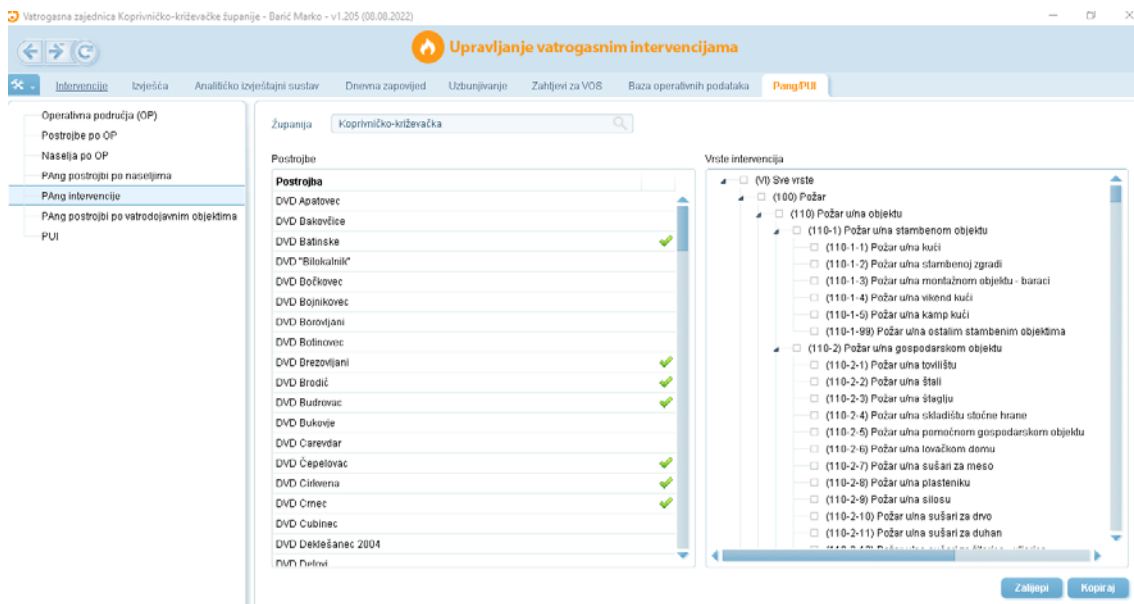 Vatrogasna zajednica Koprivničko-križevačke županije - Barić Marko - v1.205 (08.08.2022)
Upravljanje vatrogasnim intervencijama
Intervencije Izvješća Analitičko izvještajni sustav Dnevna zapovijed Uzbunjivanje Zahtjevi za VOS Baza operativnih podataka Pang/PUI
Operativna područja (OP)
Postrojbe po OP
Naselja po OP
PAng postrojbi po naseljima
PAng intervencije
PAng postrojbi po vatrodojavnim objektima
PUI
Županija Koprivničko-križevačka
Postrojbe
Postrojba
DVD Apatovec
DVD Bakovčice
DVD Batinske
DVD "Bilokalnik"
DVD Bočkovec
DVD Bojnikovec
DVD Borovljani
DVD Botinovec
DVD Brezovljani
DVD Brodić
DVD Budrovac
DVD Bukovje
DVD Carevdar
DVD Čepelovac
DVD Cirkvena
DVD Crnec
DVD Cubinec
DVD Deklešanec 2004
DVD Delovi
Vrste intervencija
(VI) Sve vrste
(100) Požar
(110) Požar u/na objektu
(110-1) Požar u/na stambenom objektu
(110-1-1) Požar u/na kući
(110-1-2) Požar u/na stambenoj zgradi
(110-1-3) Požar u/na montažnom objektu - baraci
(110-1-4) Požar u/na vikend kući
(110-1-5) Požar u/na kamp kući
(110-1-99) Požar u/na ostalim stambenim objektima
(110-2) Požar u/na gospodarskom objektu
(110-2-1) Požar u/na tovilištu
(110-2-2) Požar u/na štali
(110-2-3) Požar u/na štaglju
(110-2-4) Požar u/na skladištu stočne hrane
(110-2-5) Požar u/na pomoćnom gospodarskom objektu
(110-2-6) Požar u/na lovačkom domu
(110-2-7) Požar u/na sušari za meso
(110-2-8) Požar u/na plasteniku
(110-2-9) Požar u/na silosu
(110-2-10) Požar u/na sušari za drvo
(110-2-11) Požar u/na sušari za duhan
Zalijepi Kopiraj